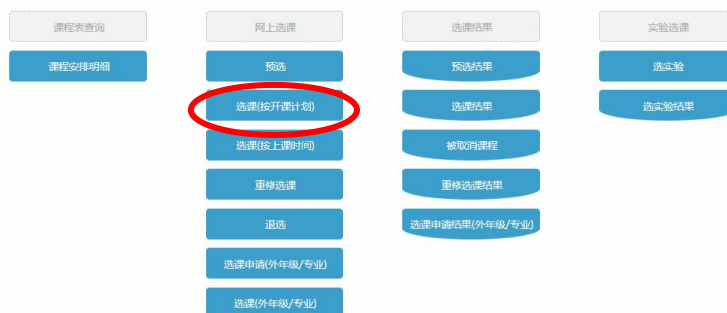 课程表查询
网上选课
选课结果
实验选课
课程安排明细
预选
预选结果
选实验
选课(按开课计划)
选课结果
选实验结果
选课(按上课时间)
被取消课程
重修选课
重修选课结果
退选
选课申请结果(外年级/专业)
选课申请(外年级/专业)
选课(外年级/专业)